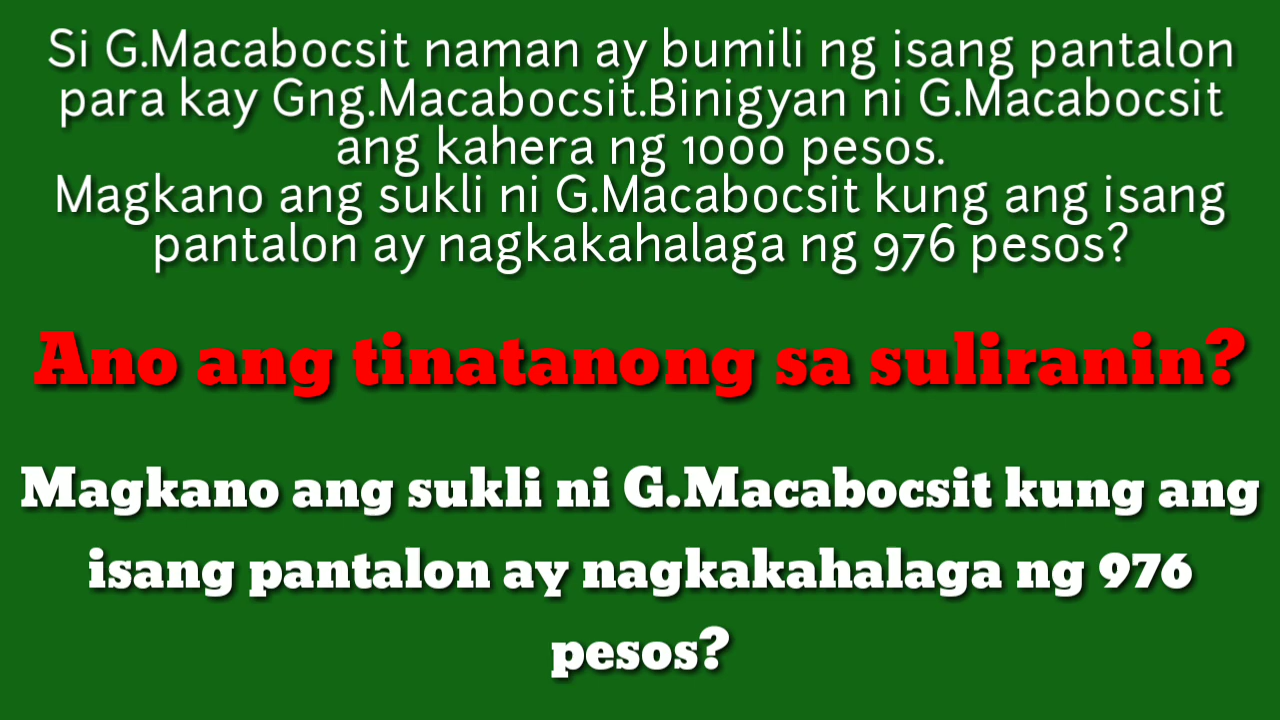 Si G.Macabocsit naman ay bumili ng isang pantalon
para kay Gng.Macabocsit.Binigyan ni G.Macabocsit
ang kahera ng 1000 pesos.
Magkano ang sukli ni G.Macabocsit kung ang isang
pantalon ay nagkakahalaga ng 976 pesos?
Ano ang tinatanong sa suliranin?
Magkano ang sukli ni G.Macabocsit kung ang
isang pantalon ay nagkakahalaga ng 976
pesos?